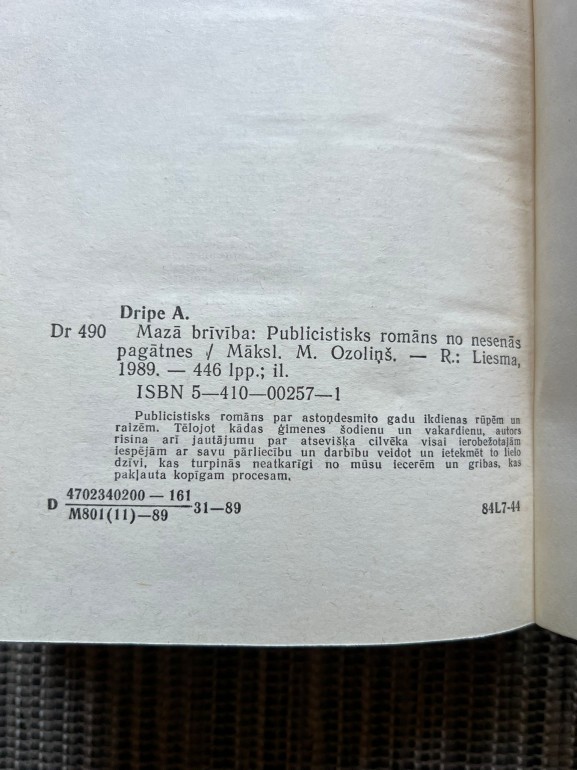 Dripe A.
Dr 490 Mazā brīvība: Publicistisks romāns no nesenās
pagātnes / Māksl. M. Ozoliņš. — R.: Liesma,
1989. — 446 lpp.; il.
ISBN 5—410—00257—1
Publicistisks romāns par astoņdesmito gadu ikdienas rūpēm un
raizēm. Tēlojot kādas ģimenes šodienu un vakardienu, autors
risina arī jautājumu par atsevišķa cilvēka visai ierobežotajām
iespējām ar savu pārliecību un darbību veidot un ietekmēt to lielo
dzīvi, kas turpinās neatkarīgi no mūsu iecerēm un gribas, kas
pakļauta kopīgam procesam.
D 4702340200 — 161
M801(11)—89 31—89 84L7-44